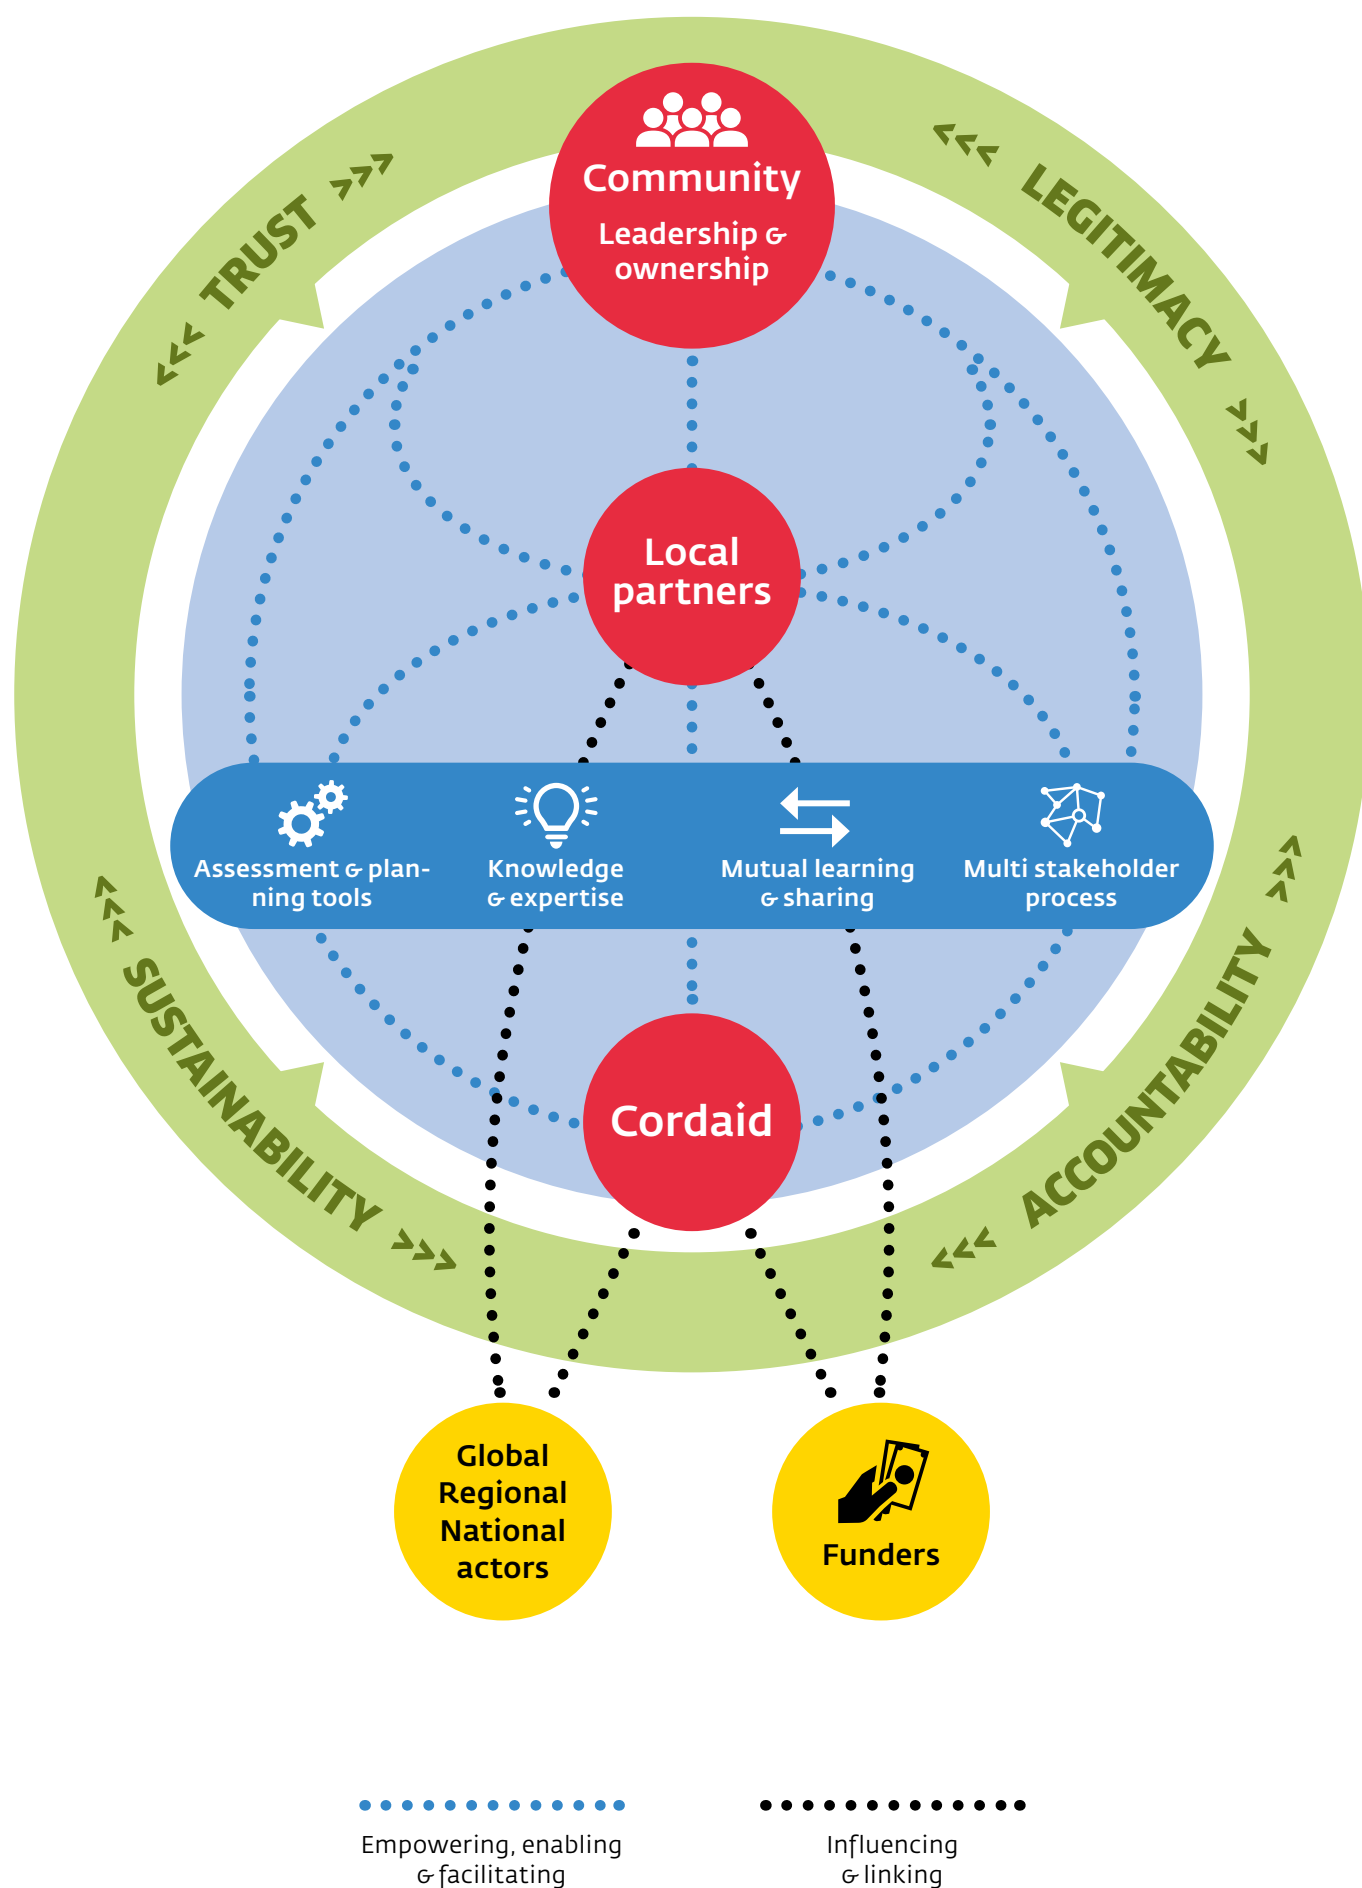 Community
Leadership &
ownership
<<< TRUST >>>
<<< LEGITIMACY >>>
Local
partners
Assessment & plan-
ning tools
Knowledge
& expertise
Mutual learning
& sharing
Multi stakeholder
process
<<< SUSTAINABILITY >>>
<<< ACCOUNTABILITY >>>
Cordaid
Global
Regional
National
actors
Funders
Empowering, enabling
& facilitating
Influencing
& linking